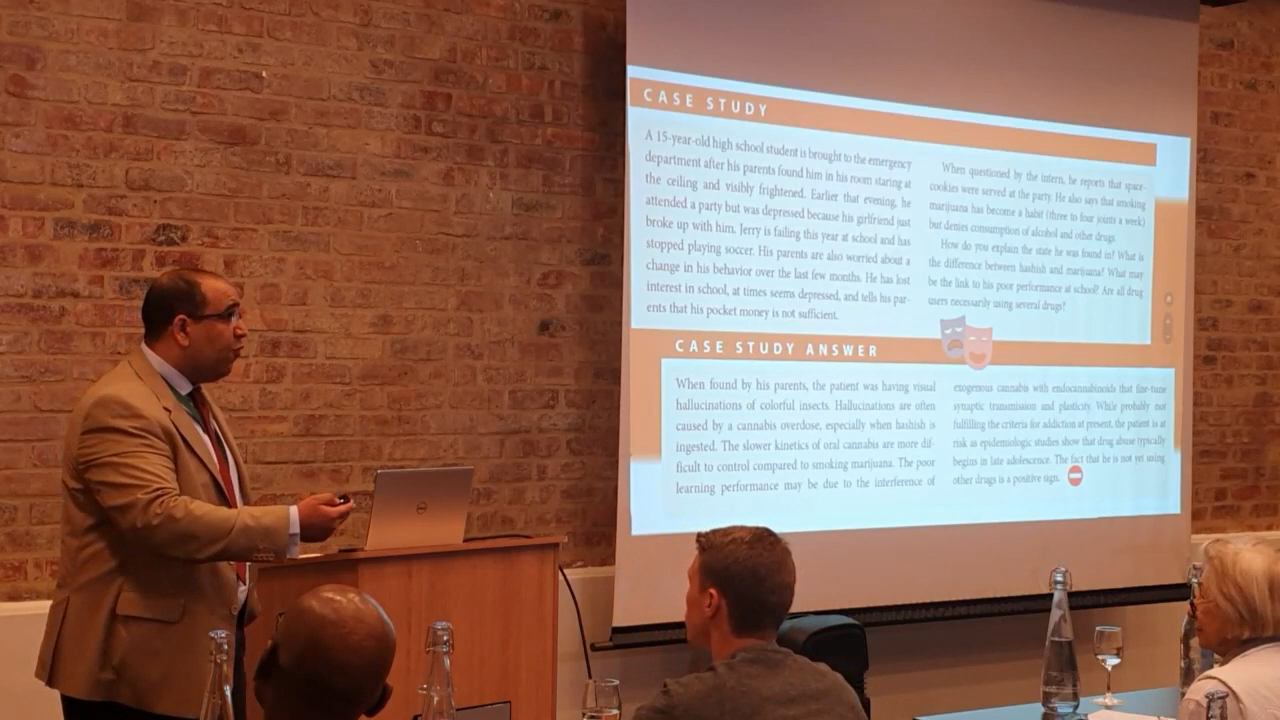 CASE STUDY
A 15-year-old high school student is brought to the emergency
department after his parents found him in his room staring at
the ceiling and visibly frightened. Earlier that evening, he
attended a party but was depressed because his girlfriend just
broke up with him. Jerry is failing this year at school and has
stopped playing soccer. His parents are also worried about a
change in his behavior over the last few months. He has lost
interest in school, at times seems depressed, and tells his par-
ents that his pocket money is not sufficient.
When questioned by the intern, he reports that space-
cookies were served at the party. He also says that smoking
marijuana has become a habit (three to four joints a week)
but denies consumption of alcohol and other drugs.
How do you explain the state he was found in? What is
the difference between hashish and marijuana? What may
be the link to his poor performance at school? Are all drug
users necessarily using several drugs?
CASE STUDY ANSWER
When found by his parents, the patient was having visual
hallucinations of colorful insects. Hallucinations are often
caused by a cannabis overdose, especially when hashish is
ingested. The slower kinetics of oral cannabis are more dif-
ficult to control compared to smoking marijuana. The poor
learning performance may be due to the interference of
exogenous cannabis with endocannabinoids that fine-tune
synaptic transmission and plasticity. While probably not
fulfilling the criteria for addiction at present, the patient is at
risk as epidemiologic studies show that drug abuse typically
begins in late adolescence. The fact that he is not yet using
other drugs is a positive sign.
DELL